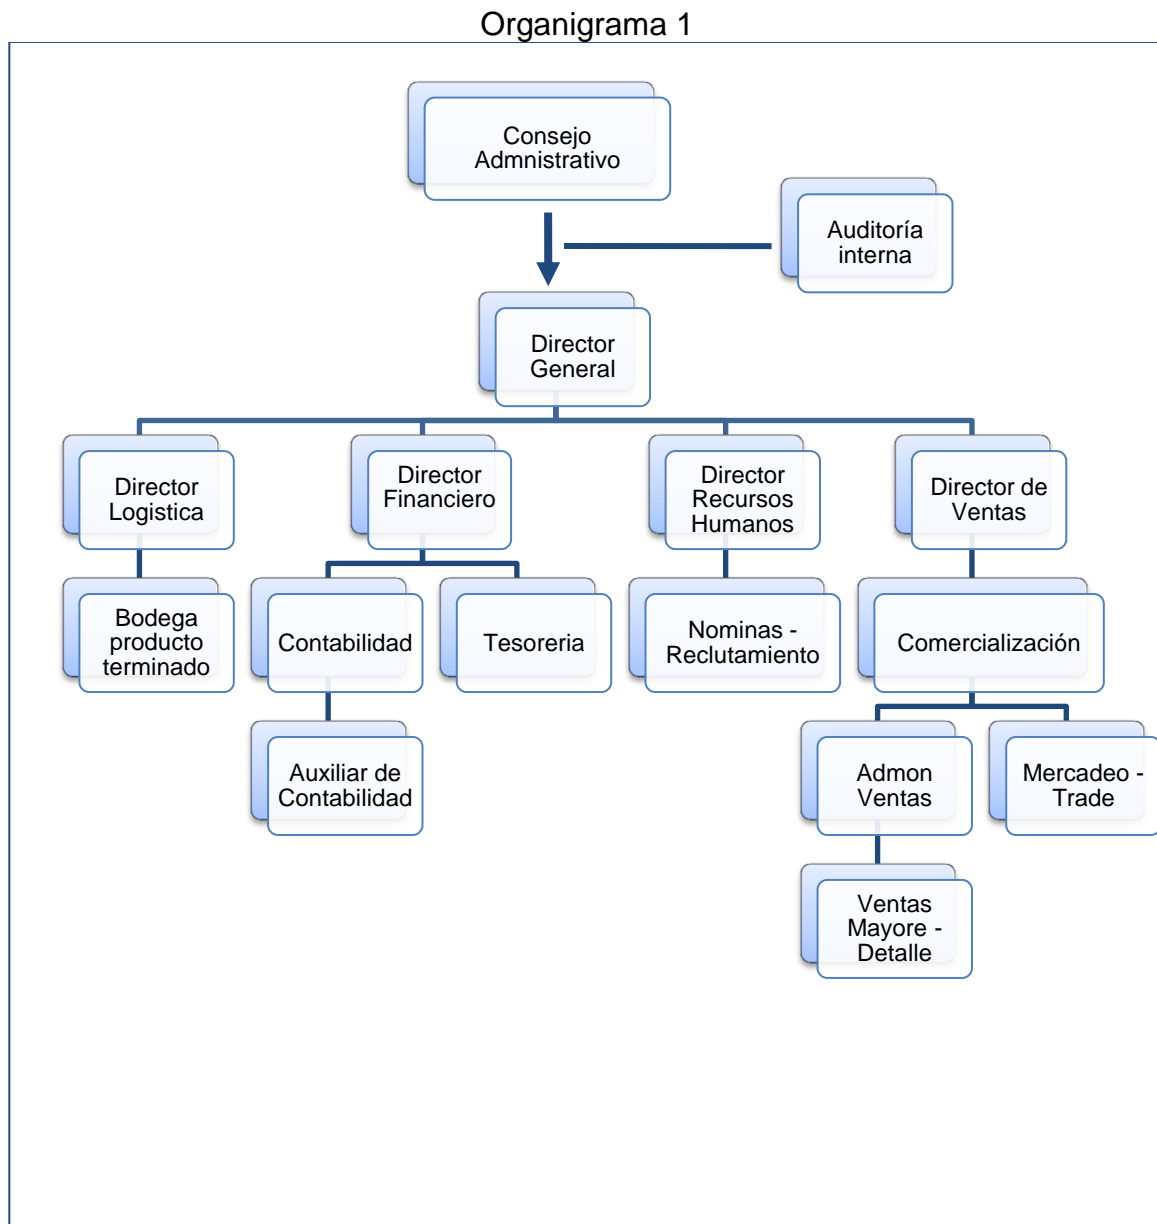 Organigrama 1
Consejo
Admnistrativo
Auditoría
interna
Director
General
Director
Logistica
Director
Financiero
Director
Recursos
Humanos
Director de
Ventas
Bodega
producto
terminado
Contabilidad
Tesoreria
Nominas -
Reclutamiento
Comercialización
Auxiliar de
Contabilidad
Admon
Ventas
Mercadeo -
Trade
Ventas
Mayore -
Detalle